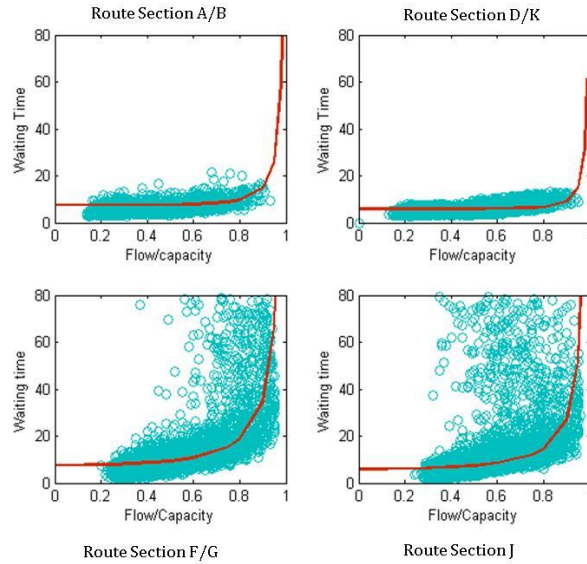 Route Section A/B
Route Section D/K
80
60
40
20
0
Waiting Time
0 0.2 0.4 0.6 0.8 1
Flow/capacity
80
60
40
20
0
Waiting Time
0 0.2 0.4 0.6 0.8 1
Flow/capacity
80
60
40
20
0
Waiting time
0 0.2 0.4 0.6 0.8 1
Flow/Capacity
80
60
40
20
0
Waiting time
0 0.2 0.4 0.6 0.8 1
Flow/Capacity
Route Section F/G
Route Section J